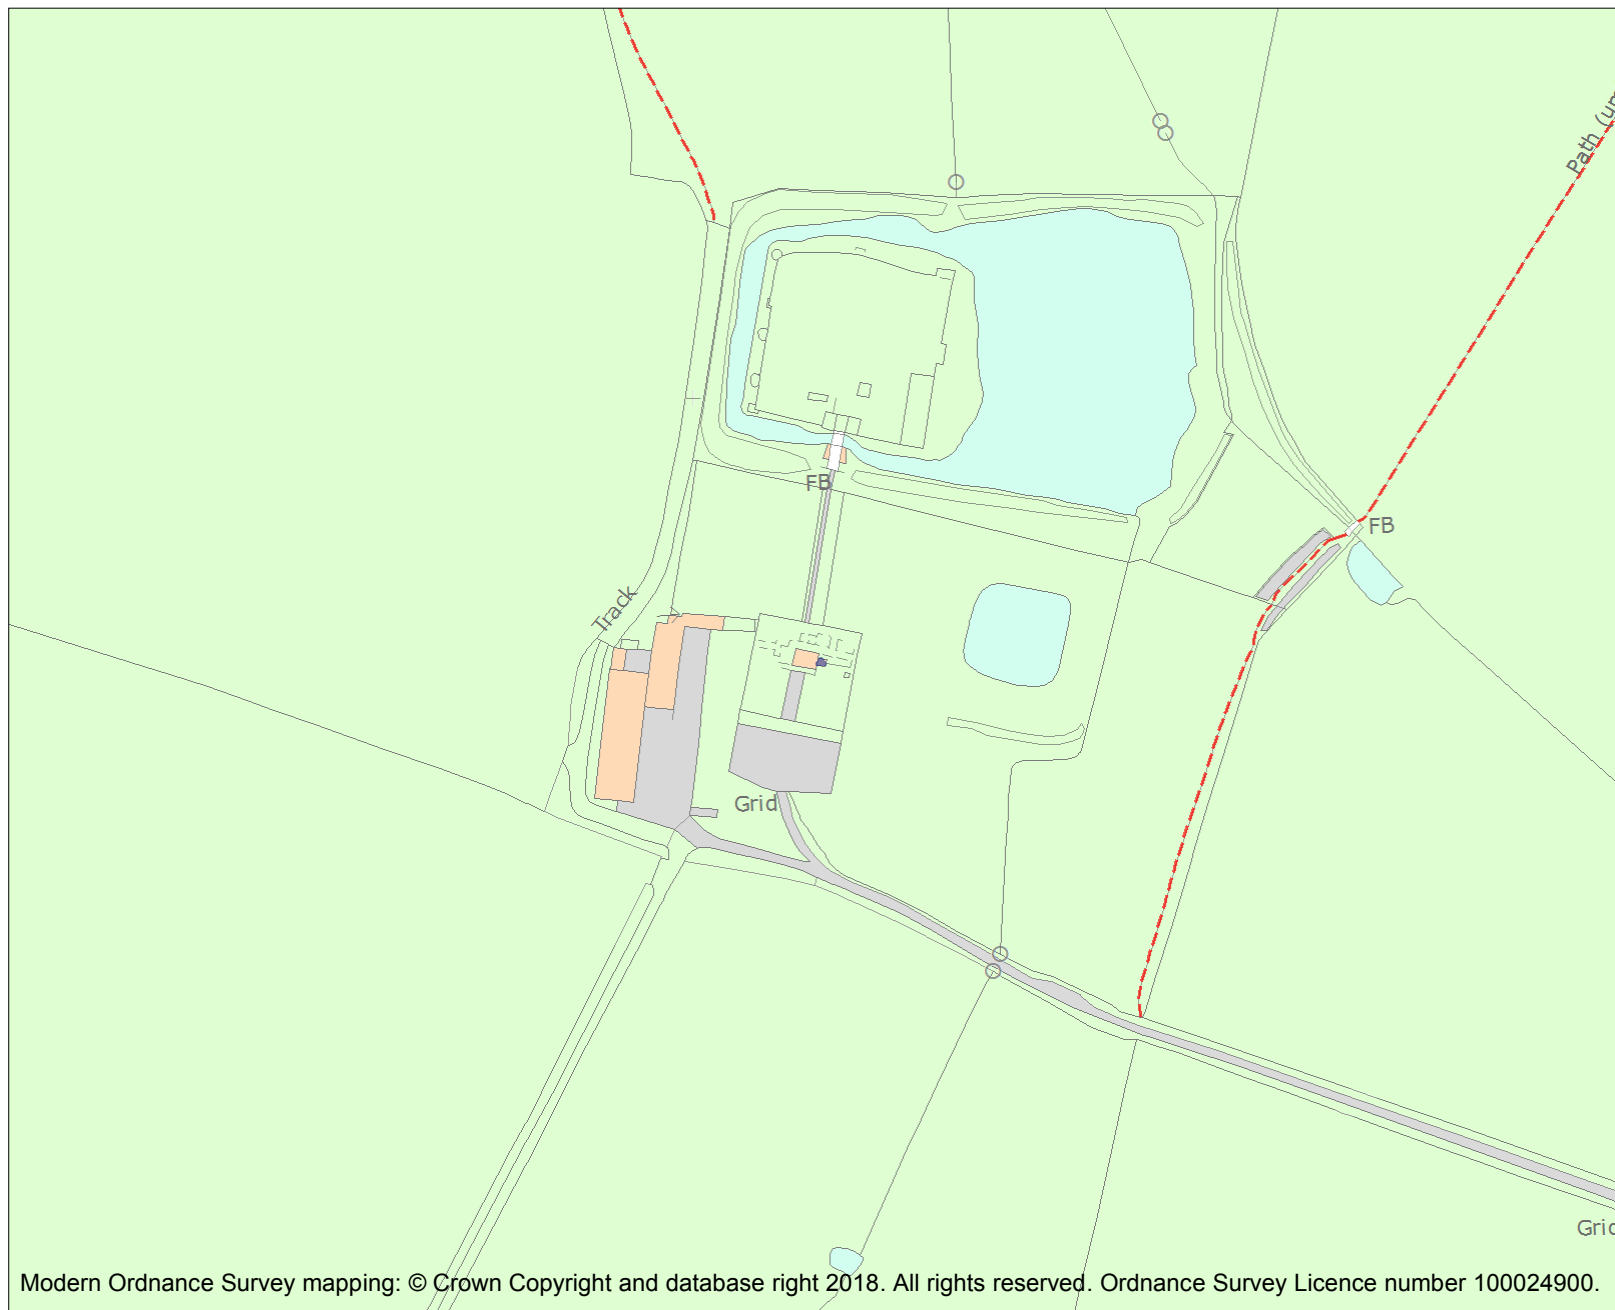 Path
FB
FB
Track
Grid
Modern Ordnance Survey mapping: © Crown Copyright and database right 2018. All rights reserved. Ordnance Survey Licence number 100024900.